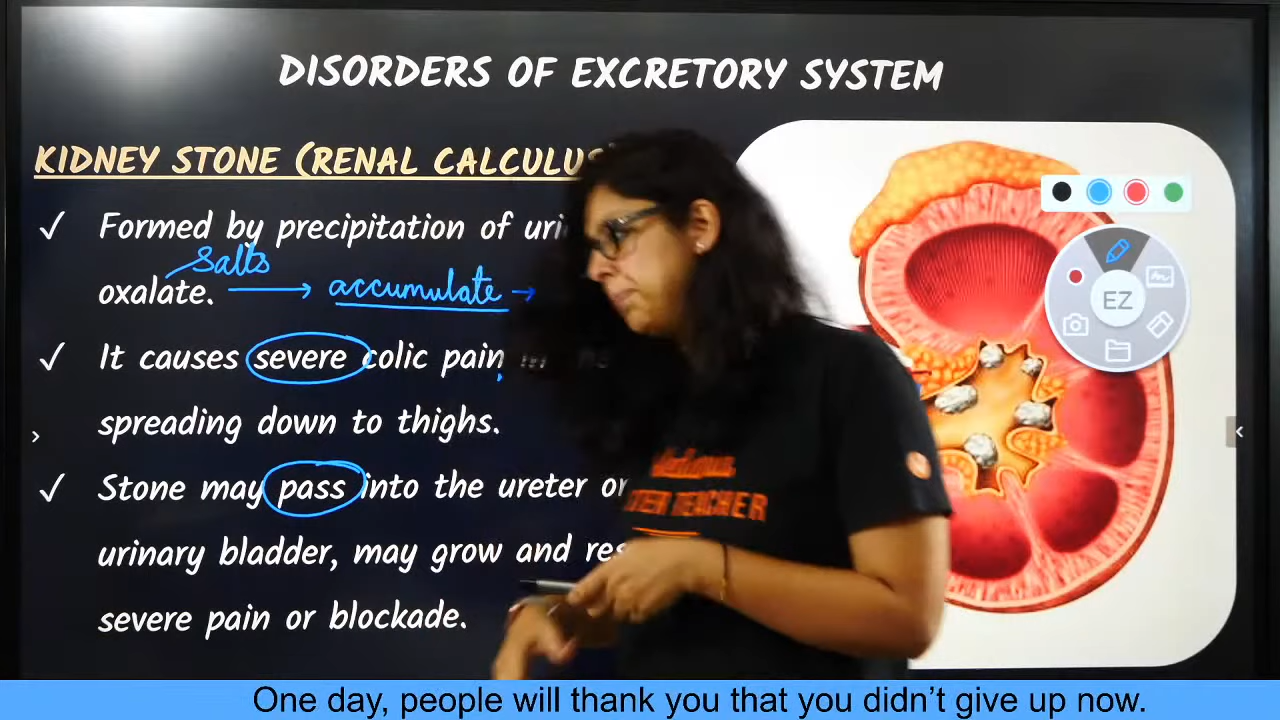 DISORDERS OF EXCRETORY SYSTEM
KIDNEY STONE (RENAL CALCULUS)
✓ Formed by precipitation of
salts
oxalate. → accumulate →
✓ It causes severe colic pain
spreading down to thighs.
✓ Stone may pass into the ureter or
urinary bladder, may grow and
severe pain or blockade.
TEACHER
EZ
One day, people will thank you that you didn't give up now.